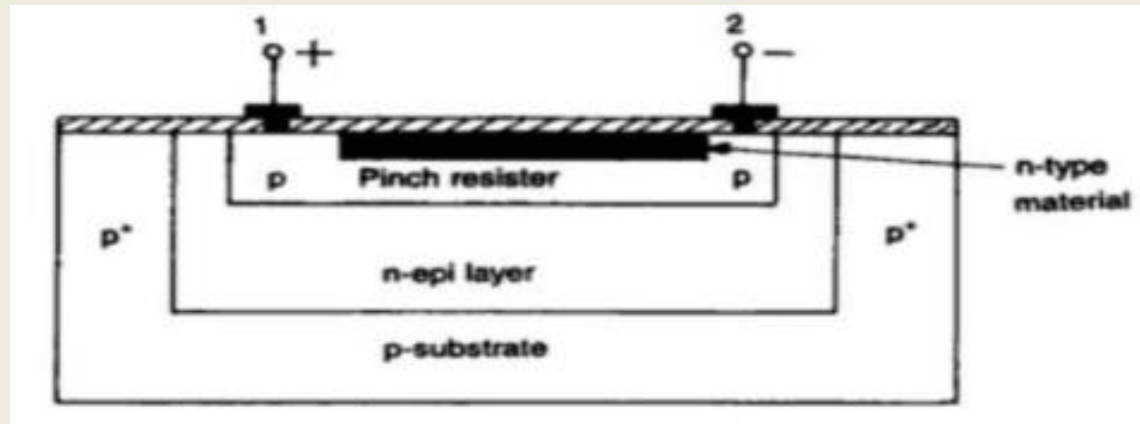 1 + 2 −
p Pinch resister p
n-type
material
p⁺ p⁺
n-epi layer
p-substrate